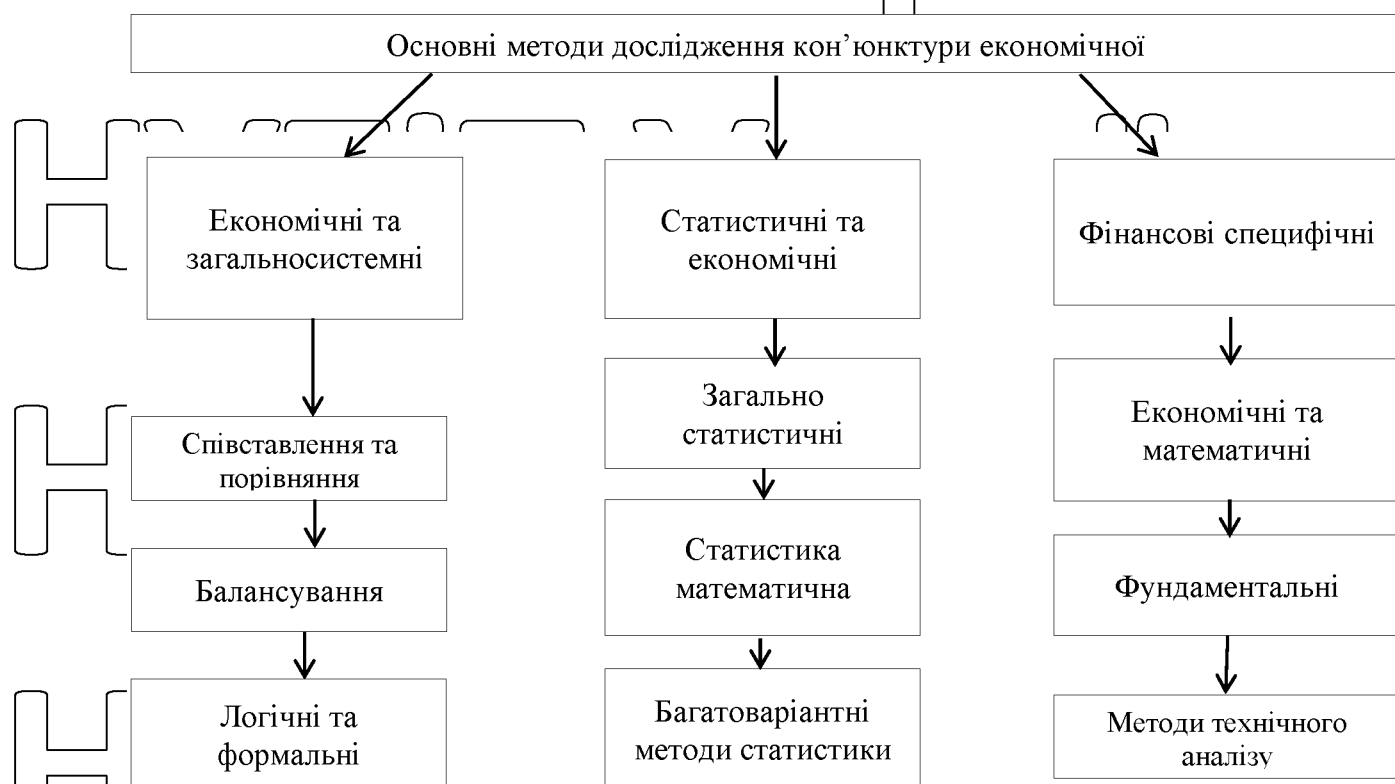 Основні методи дослідження кон’юнктури економічної
Економічні та
загальносистемні
Статистичні та
економічні
Фінансові специфічні
Співставлення та
порівняння
Загально
статистичні
Економічні та
математичні
Балансування
Статистика
математична
Фундаментальні
Логічні та
формальні
Багатоваріантні
методи статистики
Методи технічного
аналізу